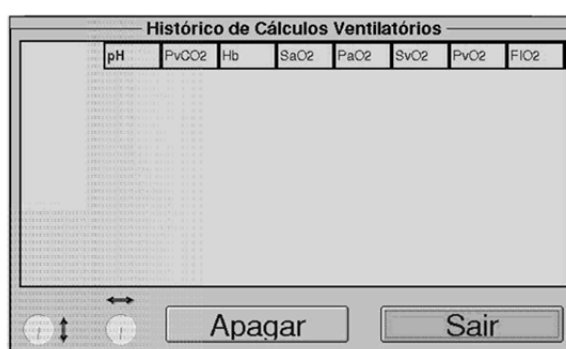 Histórico de Cálculos Ventilatórios
pH PvCO2 Hb SaO2 PaO2 SvO2 PvO2 FIO2
Apagar Sair